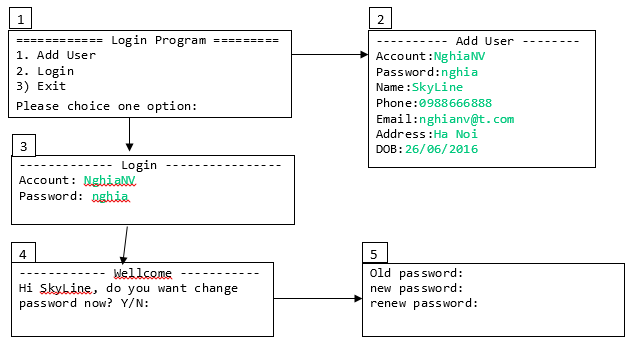 1
============ Login Program =========
1. Add User
2. Login
3) Exit
Please choice one option:
2
---------- Add User --------
Account:NghiaNV
Password:nghia
Name:SkyLine
Phone:0988666888
Email:nghianv@t.com
Address:Ha Noi
DOB:26/06/2016
3
------------- Login ----------------
Account: NghiaNV
Password: nghia
4
------------ Wellcome -----------
Hi SkyLine, do you want change
password now? Y/N:
5
Old password:
new password:
renew password: